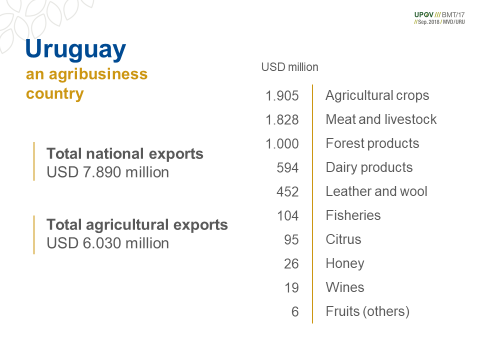 UPOV /// BMT/17
//Sep, 2018 / MVD/URU
Uruguay
an agribusiness
country
Total national exports
USD 7.890 million
Total agricultural exports
USD 6.030 million
USD million
1.905 Agricultural crops
1.828 Meat and livestock
1.000 Forest products
594 Dairy products
452 Leather and wool
104 Fisheries
95 Citrus
26 Honey
19 Wines
6 Fruits (others)